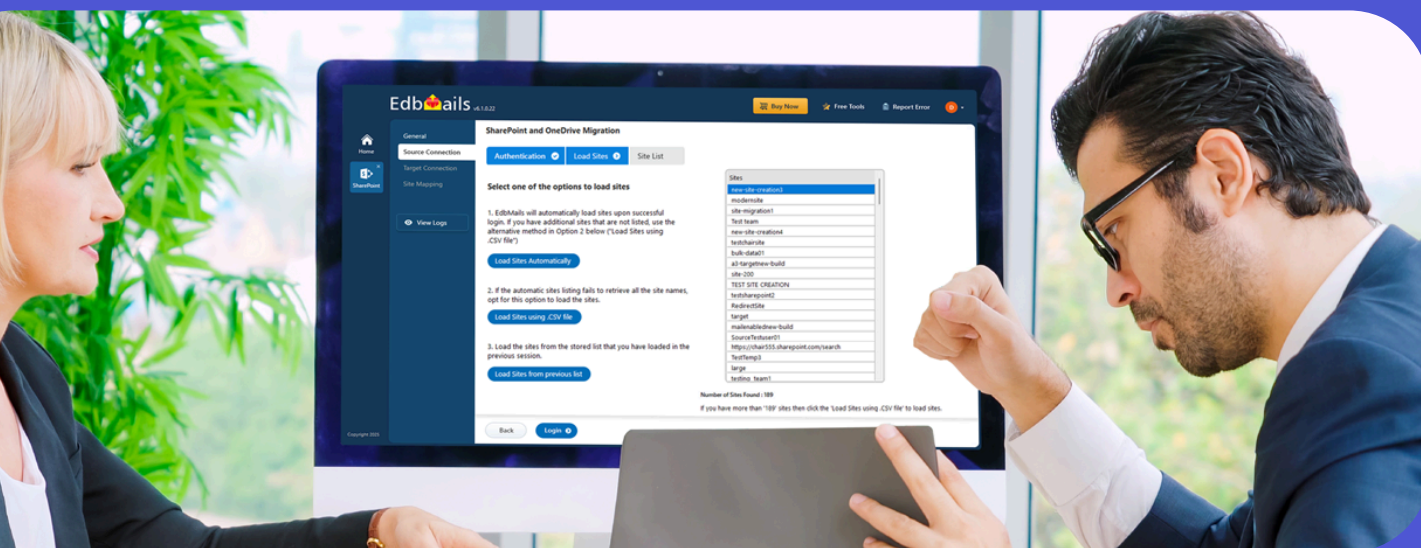 EdbMails v6.1.0.22
Buy Now
Free Tools
Report Error
D
Home
SharePoint
General
Source Connection
Target Connection
Site Mapping
View Logs
Copyright 2025
SharePoint and OneDrive Migration
Authentication
Load Sites
Site List
Select one of the options to load sites
1. EdbMails will automatically load sites upon successful
login. If you have additional sites that are not listed, use the
alternative method in Option 2 below ("Load Sites using
.CSV file")
Load Sites Automatically
2. If the automatic sites listing fails to retrieve all the site names,
opt for this option to load the sites.
Load Sites using .CSV file
3. Load the sites from the stored list that you have loaded in the
previous session.
Load Sites from previous list
Sites
new-site-creation3
modernsite
site-migration1
Test team
new-site-creation4
testchairsite
bulk-data01
a3-targetnew-build
site-200
TEST SITE CREATION
testsharepoint2
RedirectSite
target
mailenablednew-build
SourceTestuser01
https://chair555.sharepoint.com/search
TestTemp3
large
testing_team1
Number of Sites Found : 189
If you have more than '189' sites then click the 'Load Sites using .CSV file' to load sites.
Back
Login